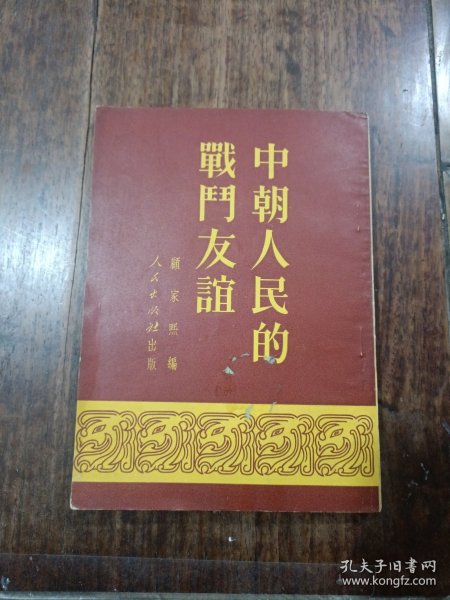 中朝人民的
戰鬥友誼
顧家熙編
人民出版社出版
孔夫子旧书网
www.kongfz.com